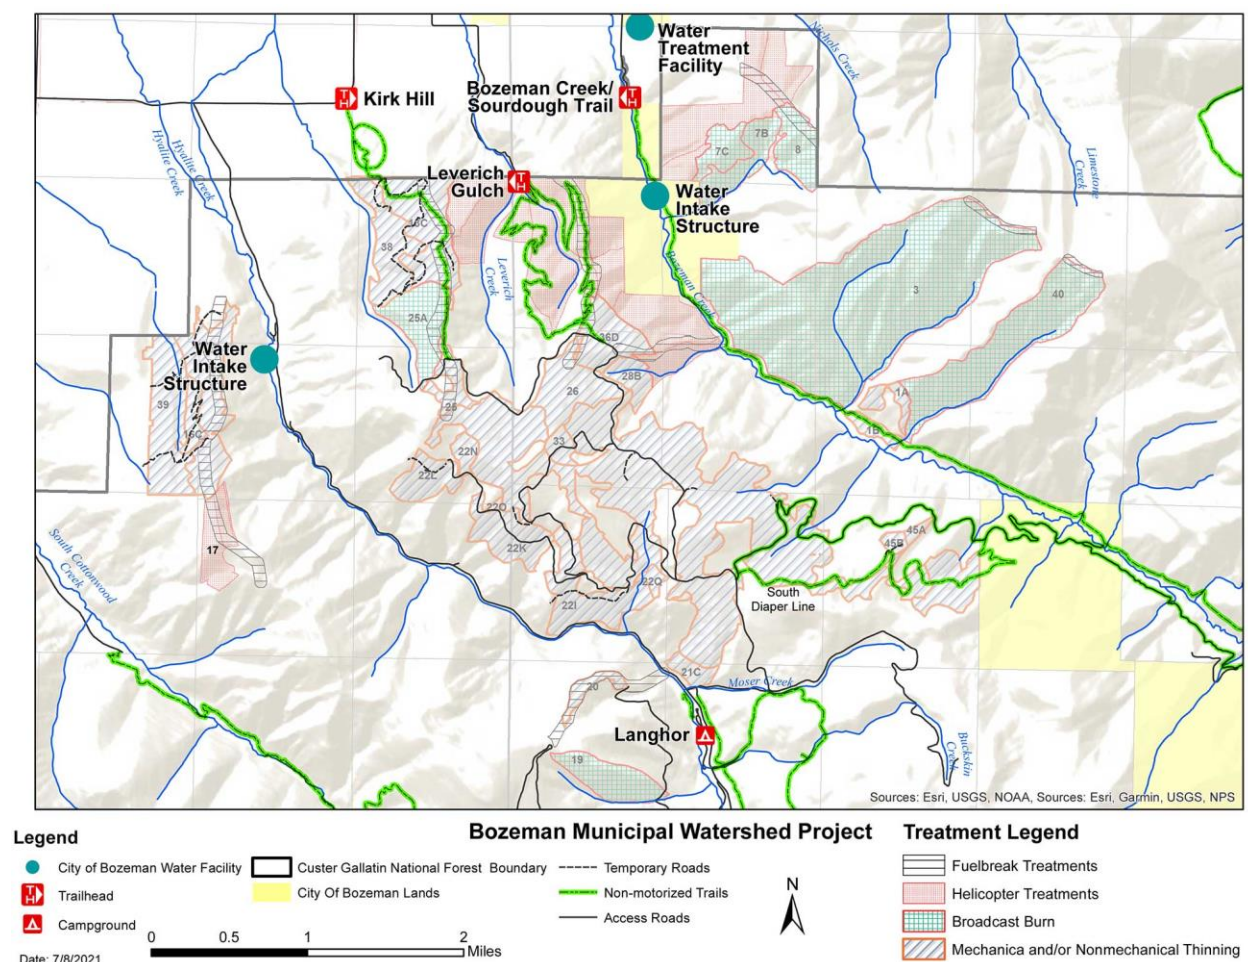 Water
Treatment
Facility
Nichols Creek
Bozeman Creek/
Sourdough Trail
Kirk Hill
7B
7C
8
Hyalite Creek
Hyalite Creek
Limestone
Creek
Leverich
Gulch
Water
Intake
Structure
38
Leverich
Creek
Bozeman Creek
3
40
25A
36D
Water
Intake
Structure
28B
26
1A
39
25
1B
33
22N
22L
17
22K
45A
45B
South Cottonwood
Creek
22Q
South
Diaper Line
22I
21C
20
Moser Creek
Langhor
Buckskin
Creek
19
Sources: Esri, USGS, NOAA, Sources: Esri, Garmin, USGS, NPS
Legend
City of Bozeman Water Facility
Trailhead
Campground
Custer Gallatin National Forest Boundary
City Of Bozeman Lands
Bozeman Municipal Watershed Project
Temporary Roads
Non-motorized Trails
Access Roads
N
Treatment Legend
Fuelbreak Treatments
Helicopter Treatments
Broadcast Burn
Mechanica and/or Nonmechanical Thinning
0 0.5 1 2
Miles
Date: 7/8/2021